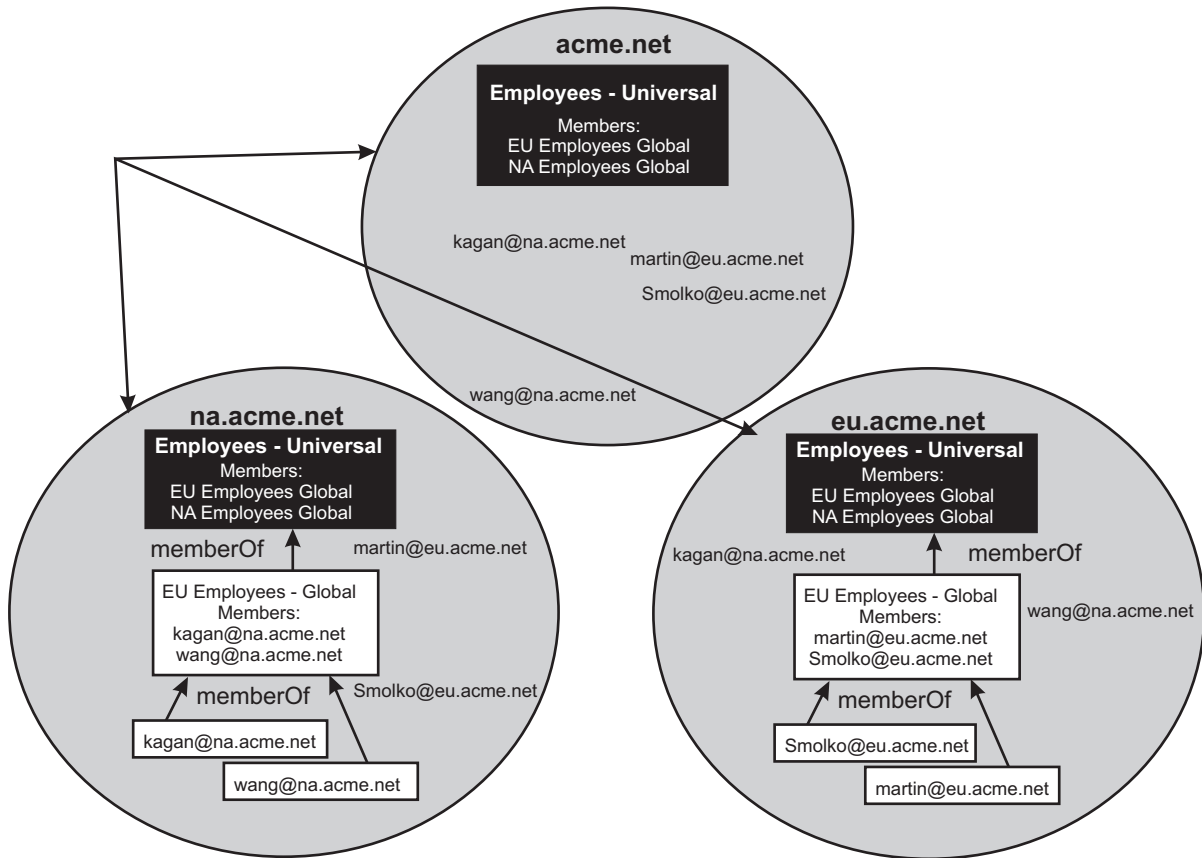 acme.net
Employees - Universal
Members:
EU Employees Global
NA Employees Global
kagan@na.acme.net
martin@eu.acme.net
Smolko@eu.acme.net
wang@na.acme.net
na.acme.net
Employees - Universal
Members:
EU Employees Global
NA Employees Global
memberOf
martin@eu.acme.net
EU Employees - Global
Members:
kagan@na.acme.net
wang@na.acme.net
memberOf
Smolko@eu.acme.net
kagan@na.acme.net
wang@na.acme.net
eu.acme.net
Employees - Universal
Members:
EU Employees Global
NA Employees Global
kagan@na.acme.net
memberOf
EU Employees - Global
Members:
martin@eu.acme.net
Smolko@eu.acme.net
wang@na.acme.net
memberOf
Smolko@eu.acme.net
martin@eu.acme.net